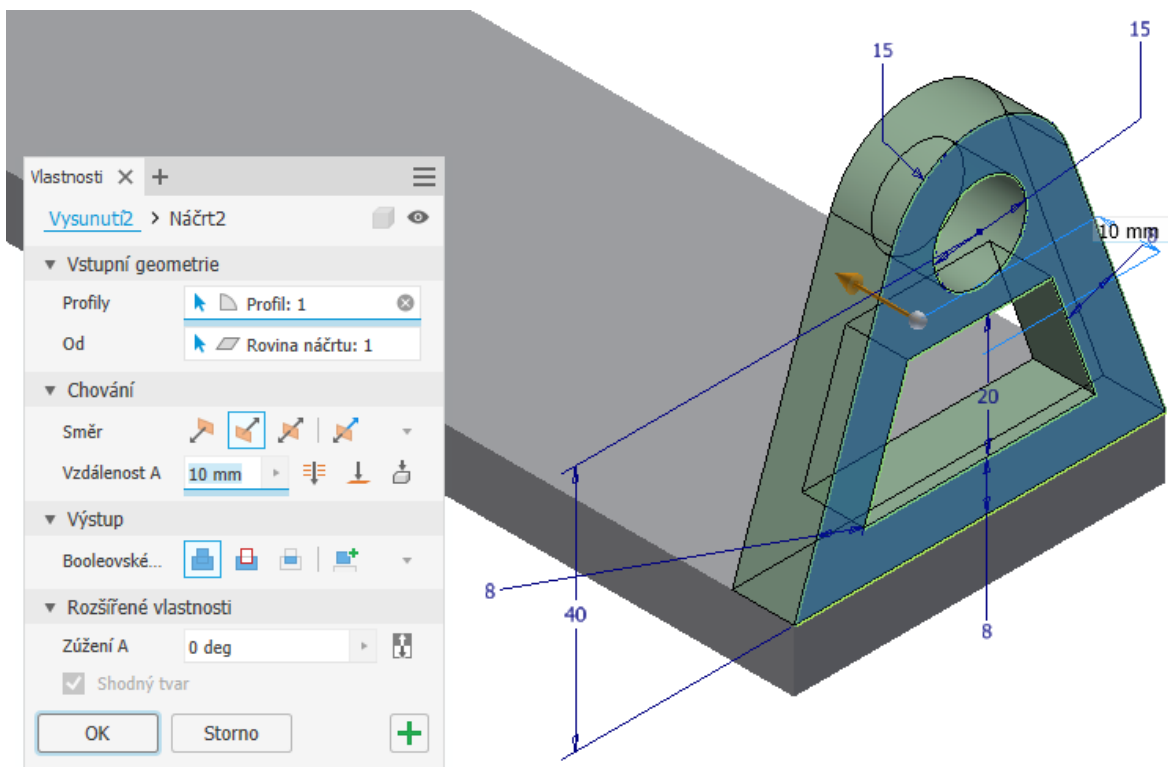 15
15
Vlastnosti
Vysunutí2 > Náčrt2
10 mm
8
Vstupní geometrie
Profily Profil: 1
Od Rovina náčrtu: 1
Chování
Směr
20
Vzdálenost A 10 mm
Výstup
Booleovské...
8
40
8
Rozšířené vlastnosti
Zúžení A 0 deg
Shodný tvar
OK Storno